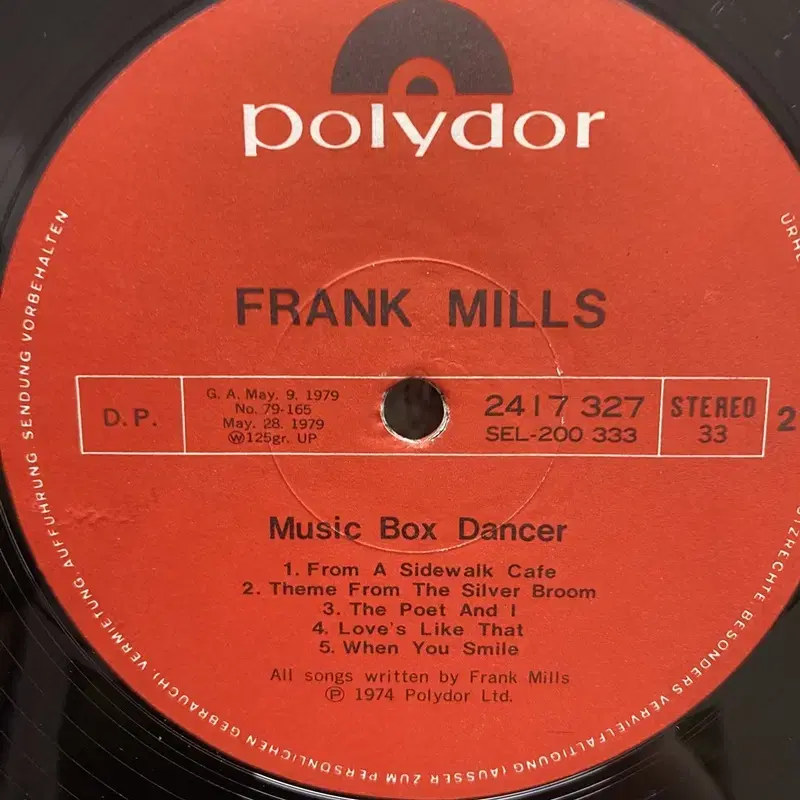 polydor
FRANK MILLS
D.P.
G. A. May. 9. 1979
No. 79-165
May. 28. 1979
Ⓦ125gr. UP
2417 327
SEL-200 333
STEREO
33
2
Music Box Dancer
1. From A Sidewalk Cafe
2. Theme From The Silver Broom
3. The Poet And I
4. Love's Like That
5. When You Smile
All songs written by Frank Mills
Ⓟ 1974 Polydor Ltd.
BESONDERS VERVIELFÄLTIGUNG (AUSSER ZUM PERSÖNLICHEN GEBRAUCH), VERMIETUNG AUFFÜHRUNG SENDUNG VORBEHALTEN